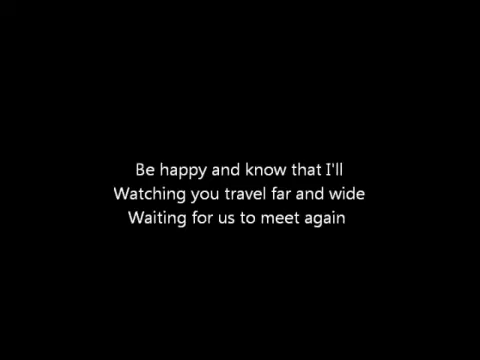 Be happy and know that I'll
Watching you travel far and wide
Waiting for us to meet again